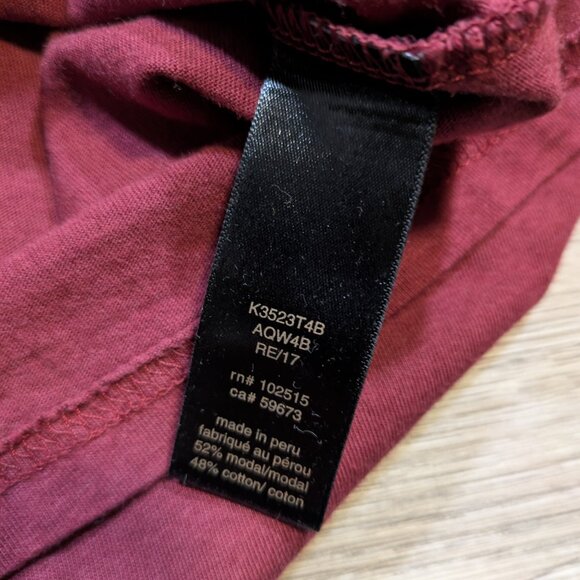 K3523T4B
AQW4B
RE/17
rn# 102515
ca# 59673
made in peru
fabriqué au pérou
52% modal/modal
48% cotton/ coton